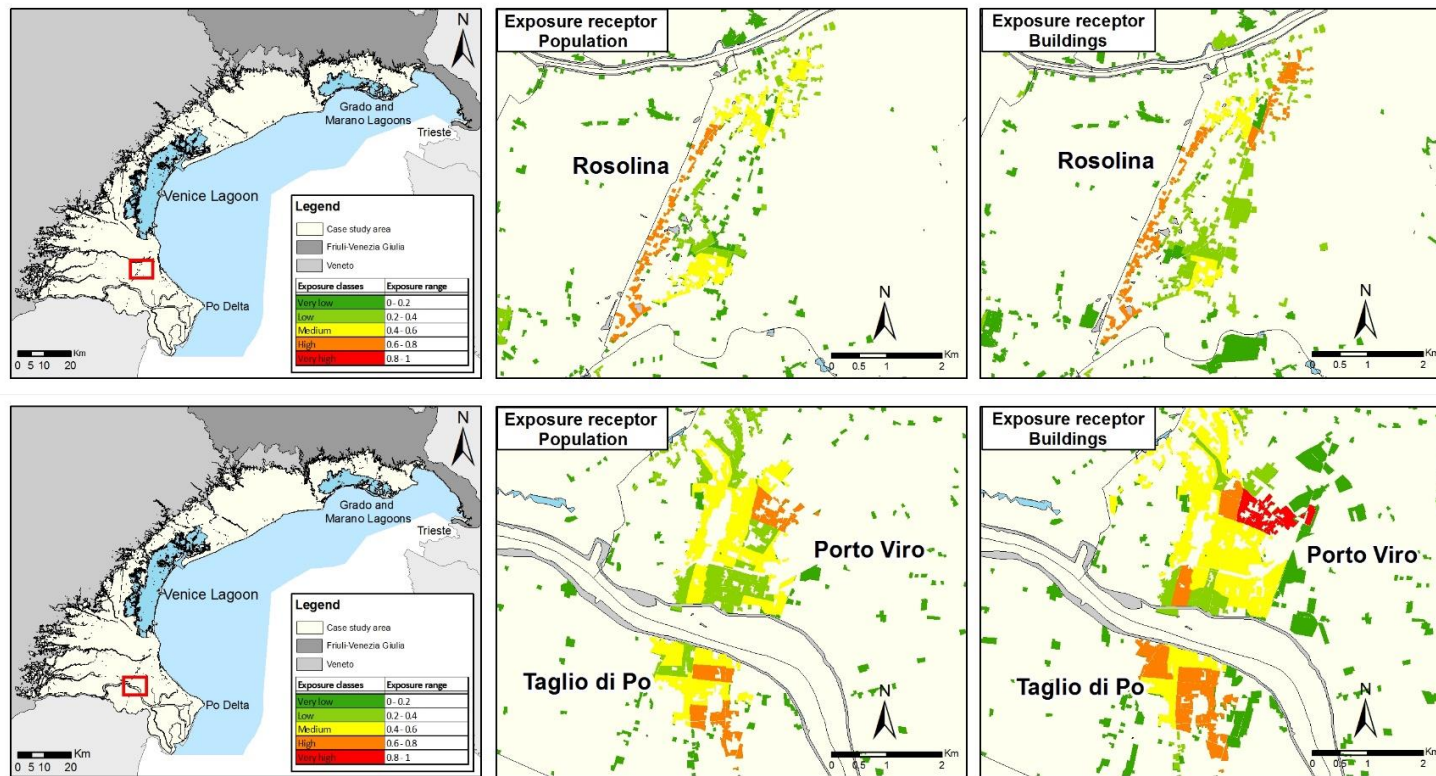 N
Grado and
Marano Lagoons
Trieste
Venice Lagoon
Po Delta
Legend
Case study area
Friuli-Venezia Giulia
Veneto
Exposure classes Exposure range
Very low 0 - 0.2
Low 0.2 - 0.4
Medium 0.4 - 0.6
High 0.6 - 0.8
Very high 0.8 - 1
Km
0 5 10 20
Exposure receptor
Population
Rosolina
N
Km
0 0.5 1 2
Exposure receptor
Buildings
Rosolina
N
Km
0 0.5 1 2
N
Grado and
Marano Lagoons
Trieste
Venice Lagoon
Po Delta
Legend
Case study area
Friuli-Venezia Giulia
Veneto
Exposure classes Exposure range
Very low 0 - 0.2
Low 0.2 - 0.4
Medium 0.4 - 0.6
High 0.6 - 0.8
Very high 0.8 - 1
Km
0 5 10 20
Exposure receptor
Population
Porto Viro
Taglio di Po
N
Km
0 0.5 1 2
Exposure receptor
Buildings
Porto Viro
Taglio di Po
N
Km
0 0.5 1 2